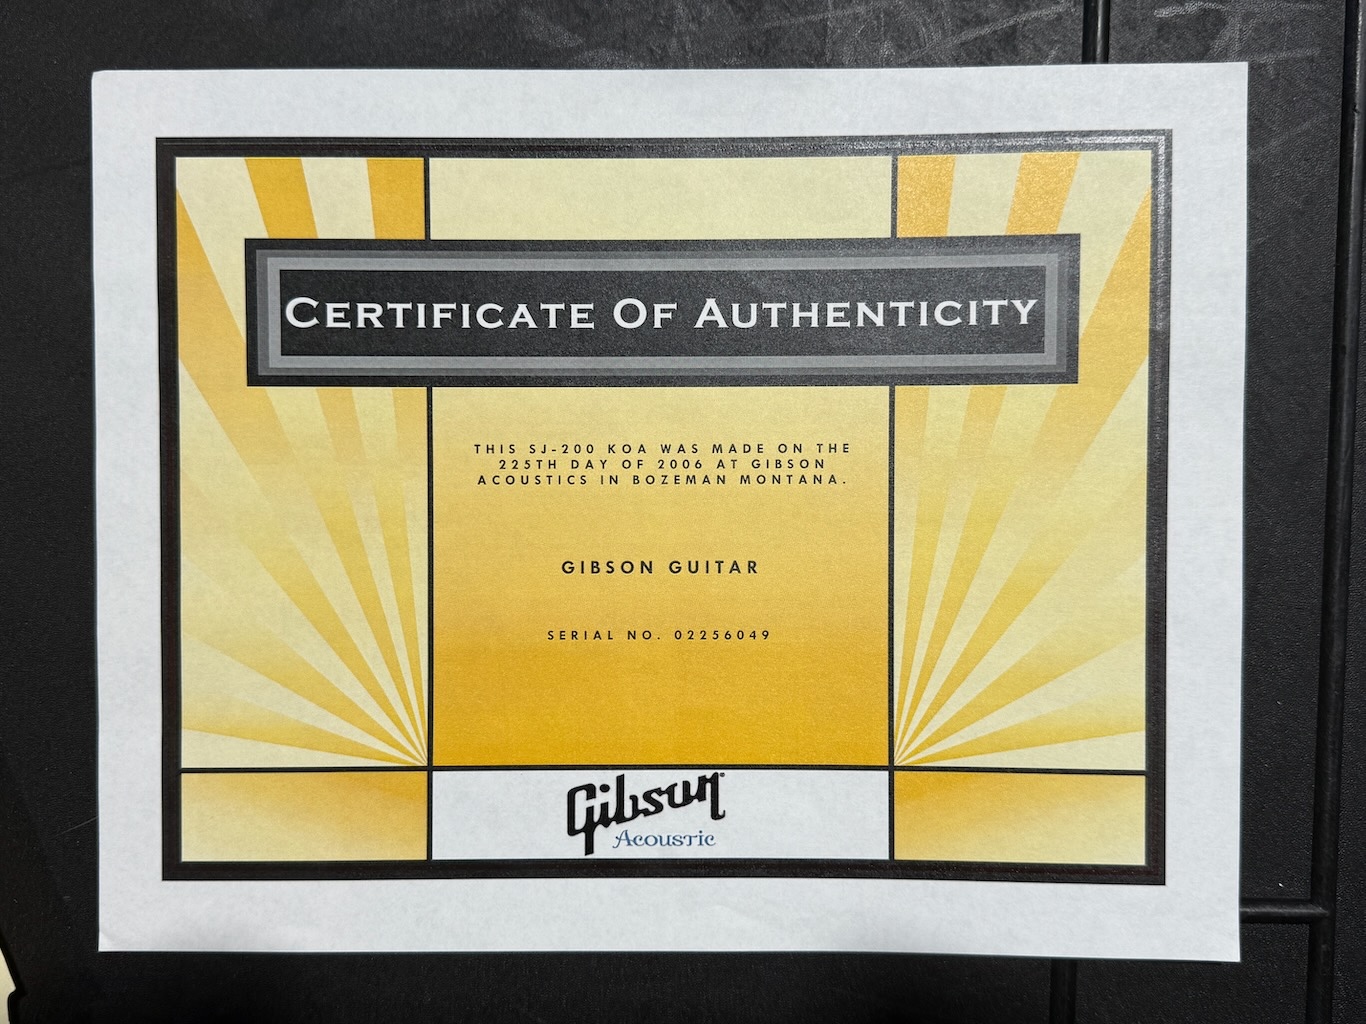 Certificate Of Authenticity
THIS SJ-200 KOA WAS MADE ON THE
225TH DAY OF 2006 AT GIBSON
ACOUSTICS IN BOZEMAN MONTANA.
GIBSON GUITAR
SERIAL NO. 02256049
Gibson
Acoustic